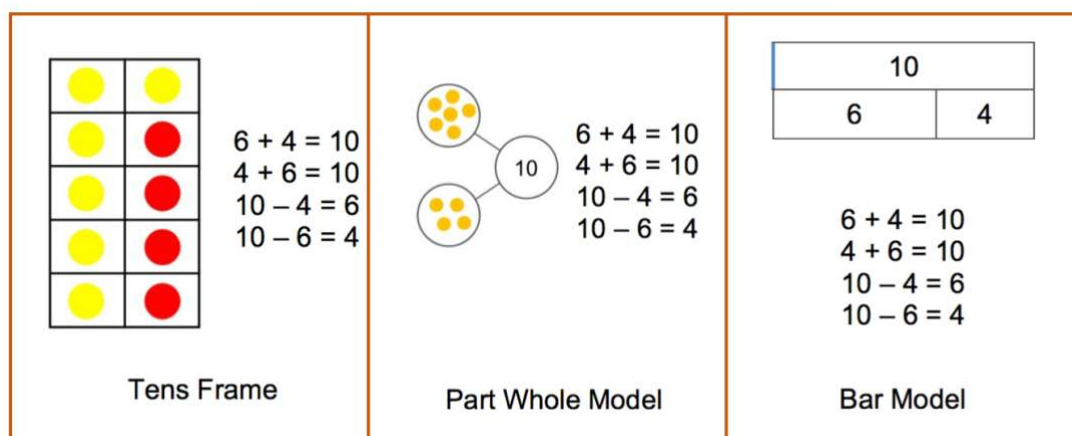 6 + 4 = 10
4 + 6 = 10
10 – 4 = 6
10 – 6 = 4
Tens Frame
10
6 + 4 = 10
4 + 6 = 10
10 – 4 = 6
10 – 6 = 4
Part Whole Model
10
6 4
6 + 4 = 10
4 + 6 = 10
10 – 4 = 6
10 – 6 = 4
Bar Model